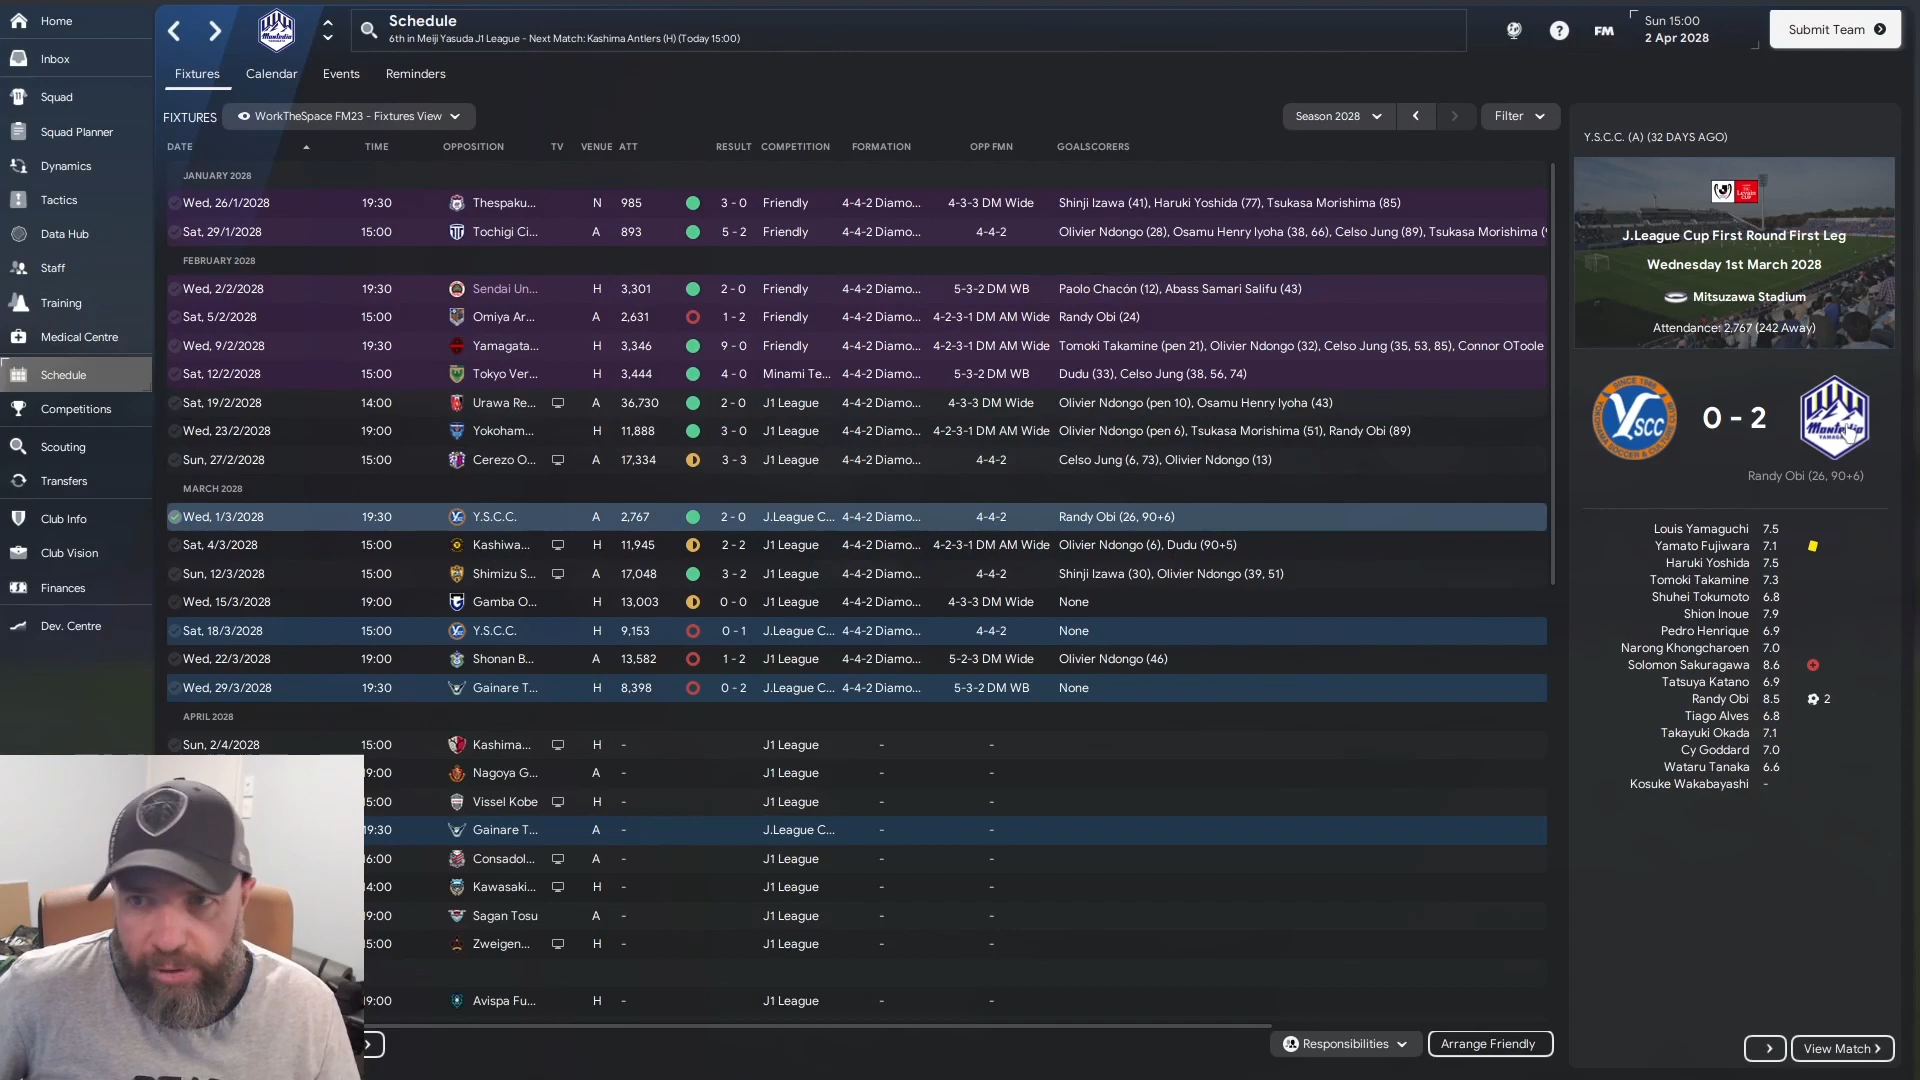 Home
Inbox
Squad
Squad Planner
Dynamics
Tactics
Data Hub
Staff
Training
Medical Centre
Schedule
Competitions
Scouting
Transfers
Club Info
Club Vision
Finances
Dev. Centre
Schedule
6th in Meiji Yasuda J1 League - Next Match: Kashima Antlers (H) (Today 15:00)
FM
Sun 15:00
2 Apr 2028
Submit Team
Fixtures Calendar Events Reminders
FIXTURES WorkTheSpace FM23 - Fixtures View Season 2028 Filter
DATE TIME OPPOSITION TV VENUE ATT RESULT COMPETITION FORMATION OPP FMN GOALSCORERS
JANUARY 2028
Wed, 26/1/2028 19:30 Thespaku... N 985 3 - 0 Friendly 4-4-2 Diamo... 4-3-3 DM Wide Shinji Izawa (41), Haruki Yoshida (77), Tsukasa Morishima (85)
Sat, 29/1/2028 15:00 Tochigi Ci... A 893 5 - 2 Friendly 4-4-2 Diamo... 4-4-2 Olivier Ndongo (28), Osamu Henry Iyoha (38, 66), Celso Jung (89), Tsukasa Morishima (
FEBRUARY 2028
Wed, 2/2/2028 19:30 Sendai Un... H 3,301 2 - 0 Friendly 4-4-2 Diamo... 5-3-2 DM WB Paolo Chacón (12), Abass Samari Salifu (43)
Sat, 5/2/2028 15:00 Omiya Ar... A 2,631 1 - 2 Friendly 4-4-2 Diamo... 4-2-3-1 DM AM Wide Randy Obi (24)
Wed, 9/2/2028 19:30 Yamagata... H 3,346 9 - 0 Friendly 4-4-2 Diamo... 4-2-3-1 DM AM Wide Tomoki Takamine (pen 21), Olivier Ndongo (32), Celso Jung (35, 53, 85), Connor OToole
Sat, 12/2/2028 15:00 Tokyo Ver... H 3,444 4 - 0 Minami Te... 4-4-2 Diamo... 5-3-2 DM WB Dudu (33), Celso Jung (38, 56, 74)
Sat, 19/2/2028 14:00 Urawa Re... A 36,730 2 - 0 J1 League 4-4-2 Diamo... 4-3-3 DM Wide Olivier Ndongo (pen 10), Osamu Henry Iyoha (43)
Wed, 23/2/2028 19:00 Yokoham... H 11,888 3 - 0 J1 League 4-4-2 Diamo... 4-2-3-1 DM AM Wide Olivier Ndongo (pen 6), Tsukasa Morishima (51), Randy Obi (89)
Sun, 27/2/2028 15:00 Cerezo O... A 17,334 3 - 3 J1 League 4-4-2 Diamo... 4-4-2 Celso Jung (6, 73), Olivier Ndongo (13)
MARCH 2028
Wed, 1/3/2028 19:30 Y.S.C.C. A 2,767 2 - 0 J.League C... 4-4-2 Diamo... 4-4-2 Randy Obi (26, 90+6)
Sat, 4/3/2028 15:00 Kashiwa... H 11,945 2 - 2 J1 League 4-4-2 Diamo... 4-2-3-1 DM AM Wide Olivier Ndongo (6), Dudu (90+5)
Sun, 12/3/2028 15:00 Shimizu S... A 17,048 3 - 2 J1 League 4-4-2 Diamo... 4-4-2 Shinji Izawa (30), Olivier Ndongo (39, 51)
Wed, 15/3/2028 19:00 Gamba O... H 13,003 0 - 0 J1 League 4-4-2 Diamo... 4-3-3 DM Wide None
Sat, 18/3/2028 15:00 Y.S.C.C. H 9,153 0 - 1 J.League C... 4-4-2 Diamo... 4-4-2 None
Wed, 22/3/2028 19:00 Shonan B... A 13,582 1 - 2 J1 League 4-4-2 Diamo... 5-2-3 DM Wide Olivier Ndongo (46)
Wed, 29/3/2028 19:30 Gainare T... H 8,398 0 - 2 J.League C... 4-4-2 Diamo... 5-3-2 DM WB None
APRIL 2028
Sun, 2/4/2028 15:00 Kashima... H - J1 League - -
19:00 Nagoya G... A - J1 League - -
15:00 Vissel Kobe H - J1 League - -
19:30 Gainare T... A - J.League C... - -
16:00 Consadol... A - J1 League - -
14:00 Kawasaki... H - J1 League - -
19:00 Sagan Tosu A - J1 League - -
15:00 Zweigen... H - J1 League - -
19:00 Avispa Fu... H - J1 League - -
Responsibilities Arrange Friendly
Y.S.C.C. (A) (32 DAYS AGO)
J.League Cup First Round First Leg
Wednesday 1st March 2028
Mitsuzawa Stadium
Attendance: 2,767 (242 Away)
SINCE 1986
YSCC
0 - 2
Montedio
Randy Obi (26, 90+6)
Louis Yamaguchi 7.5
Yamato Fujiwara 7.1
Haruki Yoshida 7.5
Tomoki Takamine 7.3
Shuhei Tokumoto 6.8
Shion Inoue 7.9
Pedro Henrique 6.9
Narong Khongcharoen 7.0
Solomon Sakuragawa 8.6
Tatsuya Katano 6.9
Randy Obi 8.5 2
Tiago Alves 6.8
Takayuki Okada 7.1
Cy Goddard 7.0
Wataru Tanaka 6.6
Kosuke Wakabayashi -
View Match